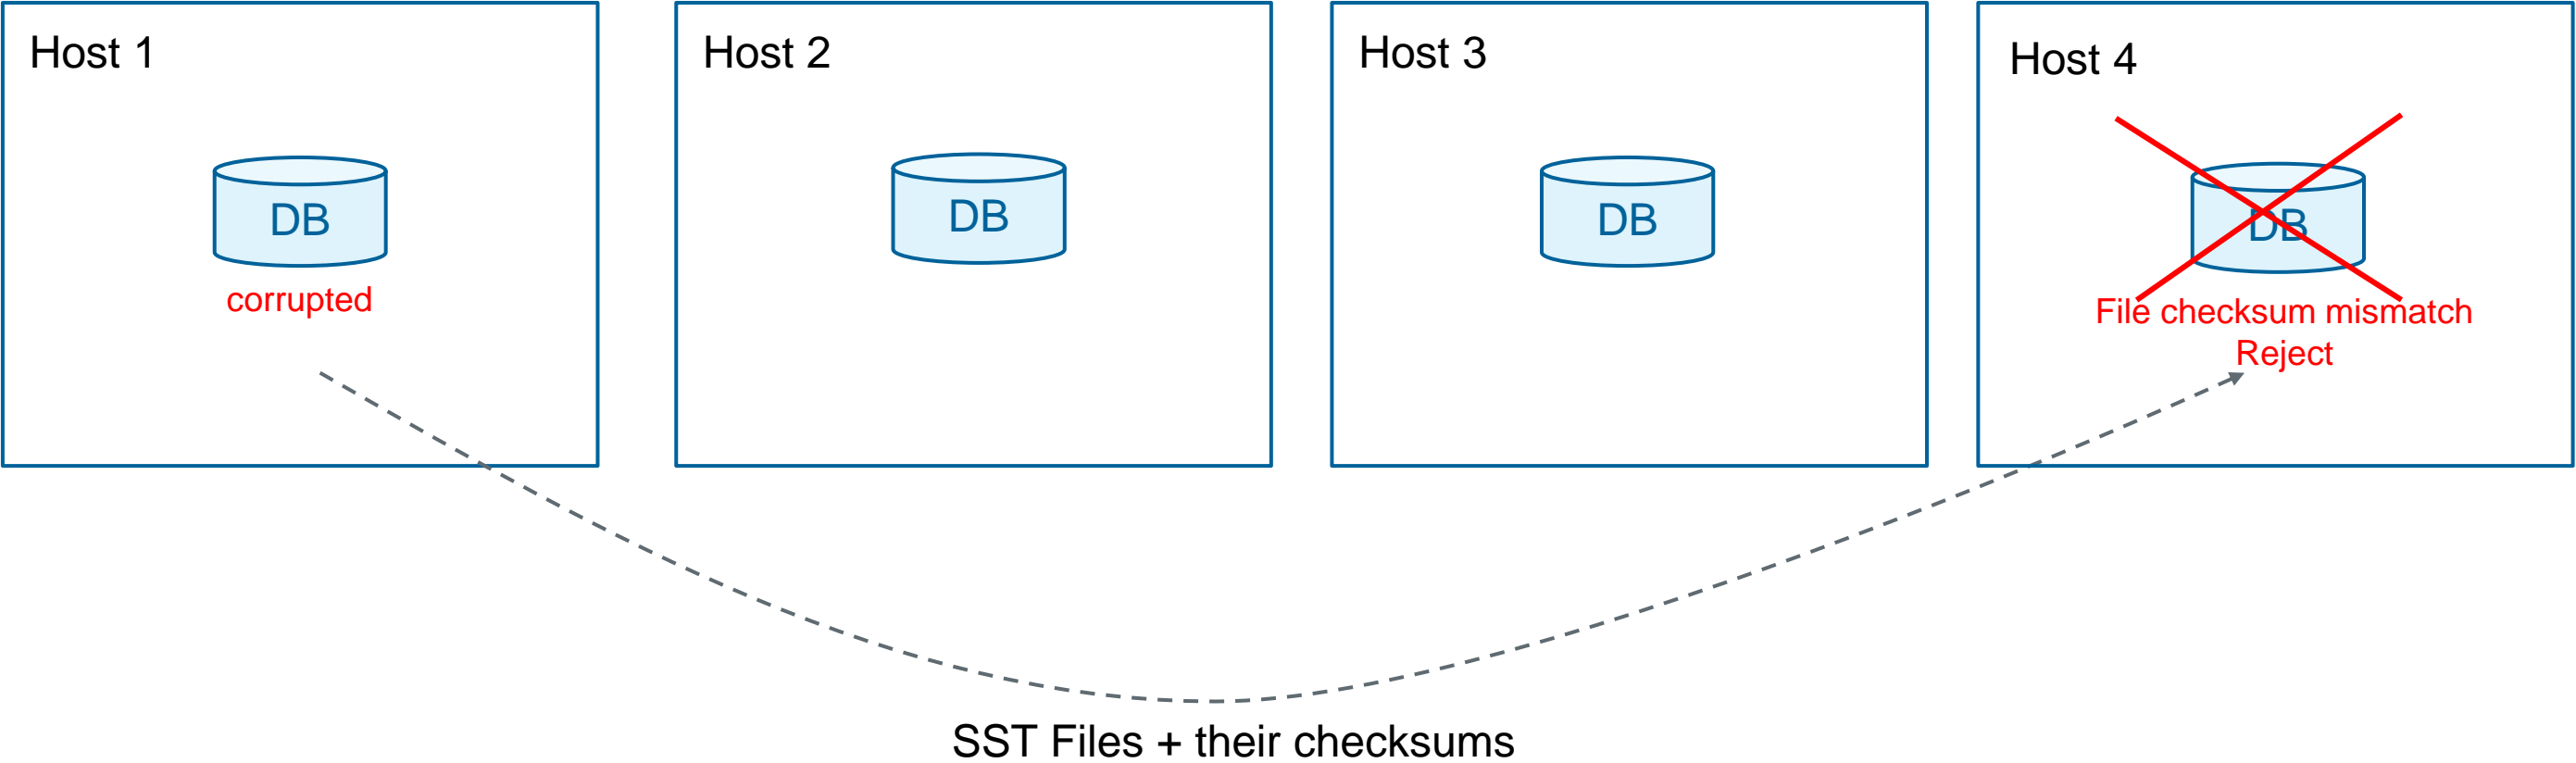 Host 1
DB
corrupted
Host 2
DB
Host 3
DB
Host 4
DB
File checksum mismatch
Reject
SST Files + their checksums